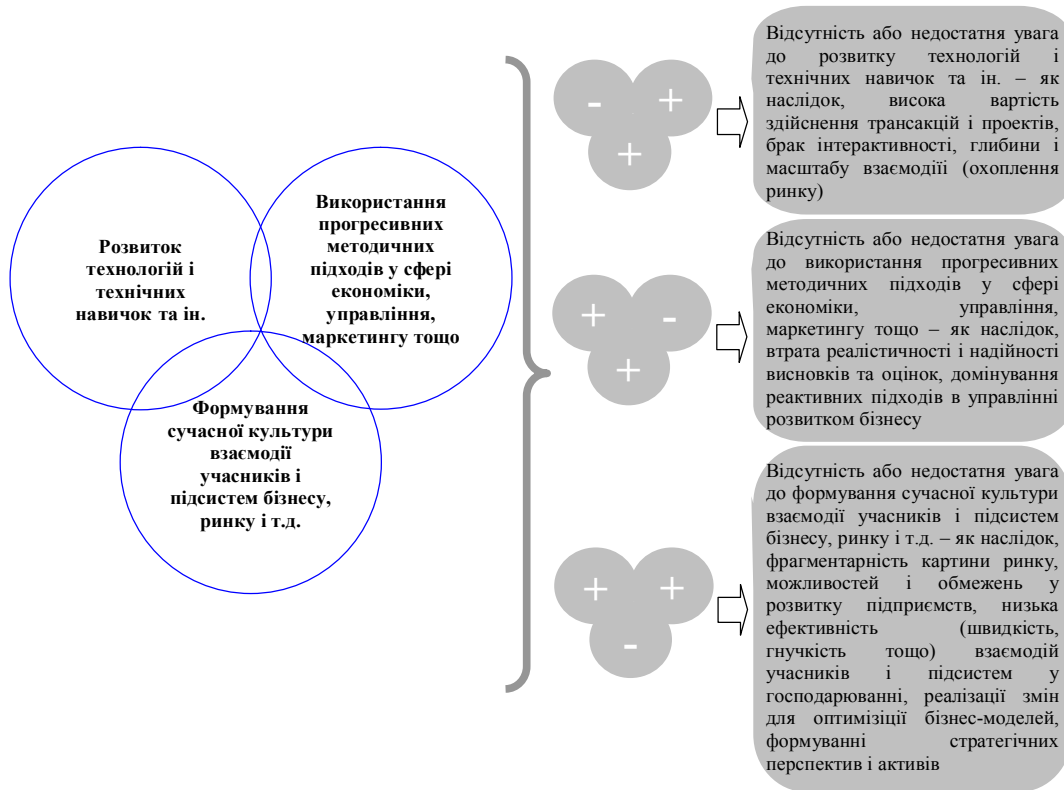 Розвиток
технологій і
технічних
навичок та ін.
Використання
прогресивних
методичних
підходів у сфері
економіки,
управління,
маркетингу тощо
Формування
сучасної культури
взаємодії
учасників і
підсистем бізнесу,
ринку і т.д.
- +
+
Відсутність або недостатня увага
до розвитку технологій і
технічних навичок та ін. – як
наслідок, висока вартість
здійснення трансакцій і проектів,
брак інтерактивності, глибини і
масштабу взаємодіїї (охоплення
ринку)
+ -
+
Відсутність або недостатня увага
до використання прогресивних
методичних підходів у сфері
економіки, управління,
маркетингу тощо – як наслідок,
втрата реалістичності і надійності
висновків та оцінок, домінування
реактивних підходів в управлінні
розвитком бізнесу
+ +
-
Відсутність або недостатня увага
до формування сучасної культури
взаємодії учасників і підсистем
бізнесу, ринку і т.д. – як наслідок,
фрагментарність картини ринку,
можливостей і обмежень у
розвитку підприємств, низька
ефективність (швидкість,
гнучкість тощо) взаємодій
учасників і підсистем у
господарюванні, реалізації змін
для оптимізіції бізнес-моделей,
формуванні стратегічних
перспектив і активів